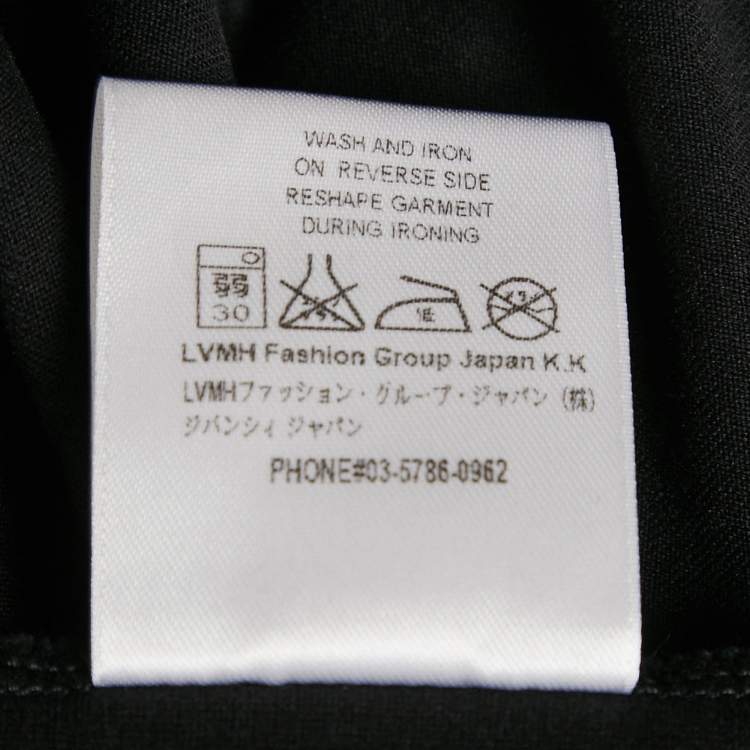 WASH AND IRON
ON REVERSE SIDE
RESHAPE GARMENT
DURING IRONING
弱
30
低
LVMH Fashion Group Japan K.K
LVMHファッション・グループ・ジャパン (株)
ジバンシィ ジャパン
PHONE#03-5786-0962